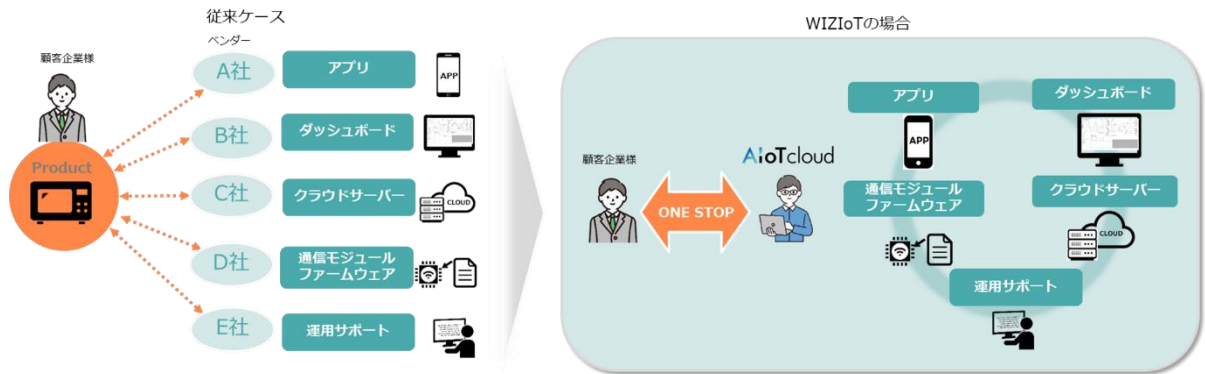 従来ケース
ベンダー
顧客企業様
Product
A社
アプリ
APP
B社
ダッシュボード
C社
クラウドサーバー
CLOUD
D社
通信モジュール
ファームウェア
E社
運用サポート
WIZIoTの場合
顧客企業様
ONE STOP
AIoTcloud
アプリ
APP
ダッシュボード
通信モジュール
ファームウェア
クラウドサーバー
CLOUD
運用サポート